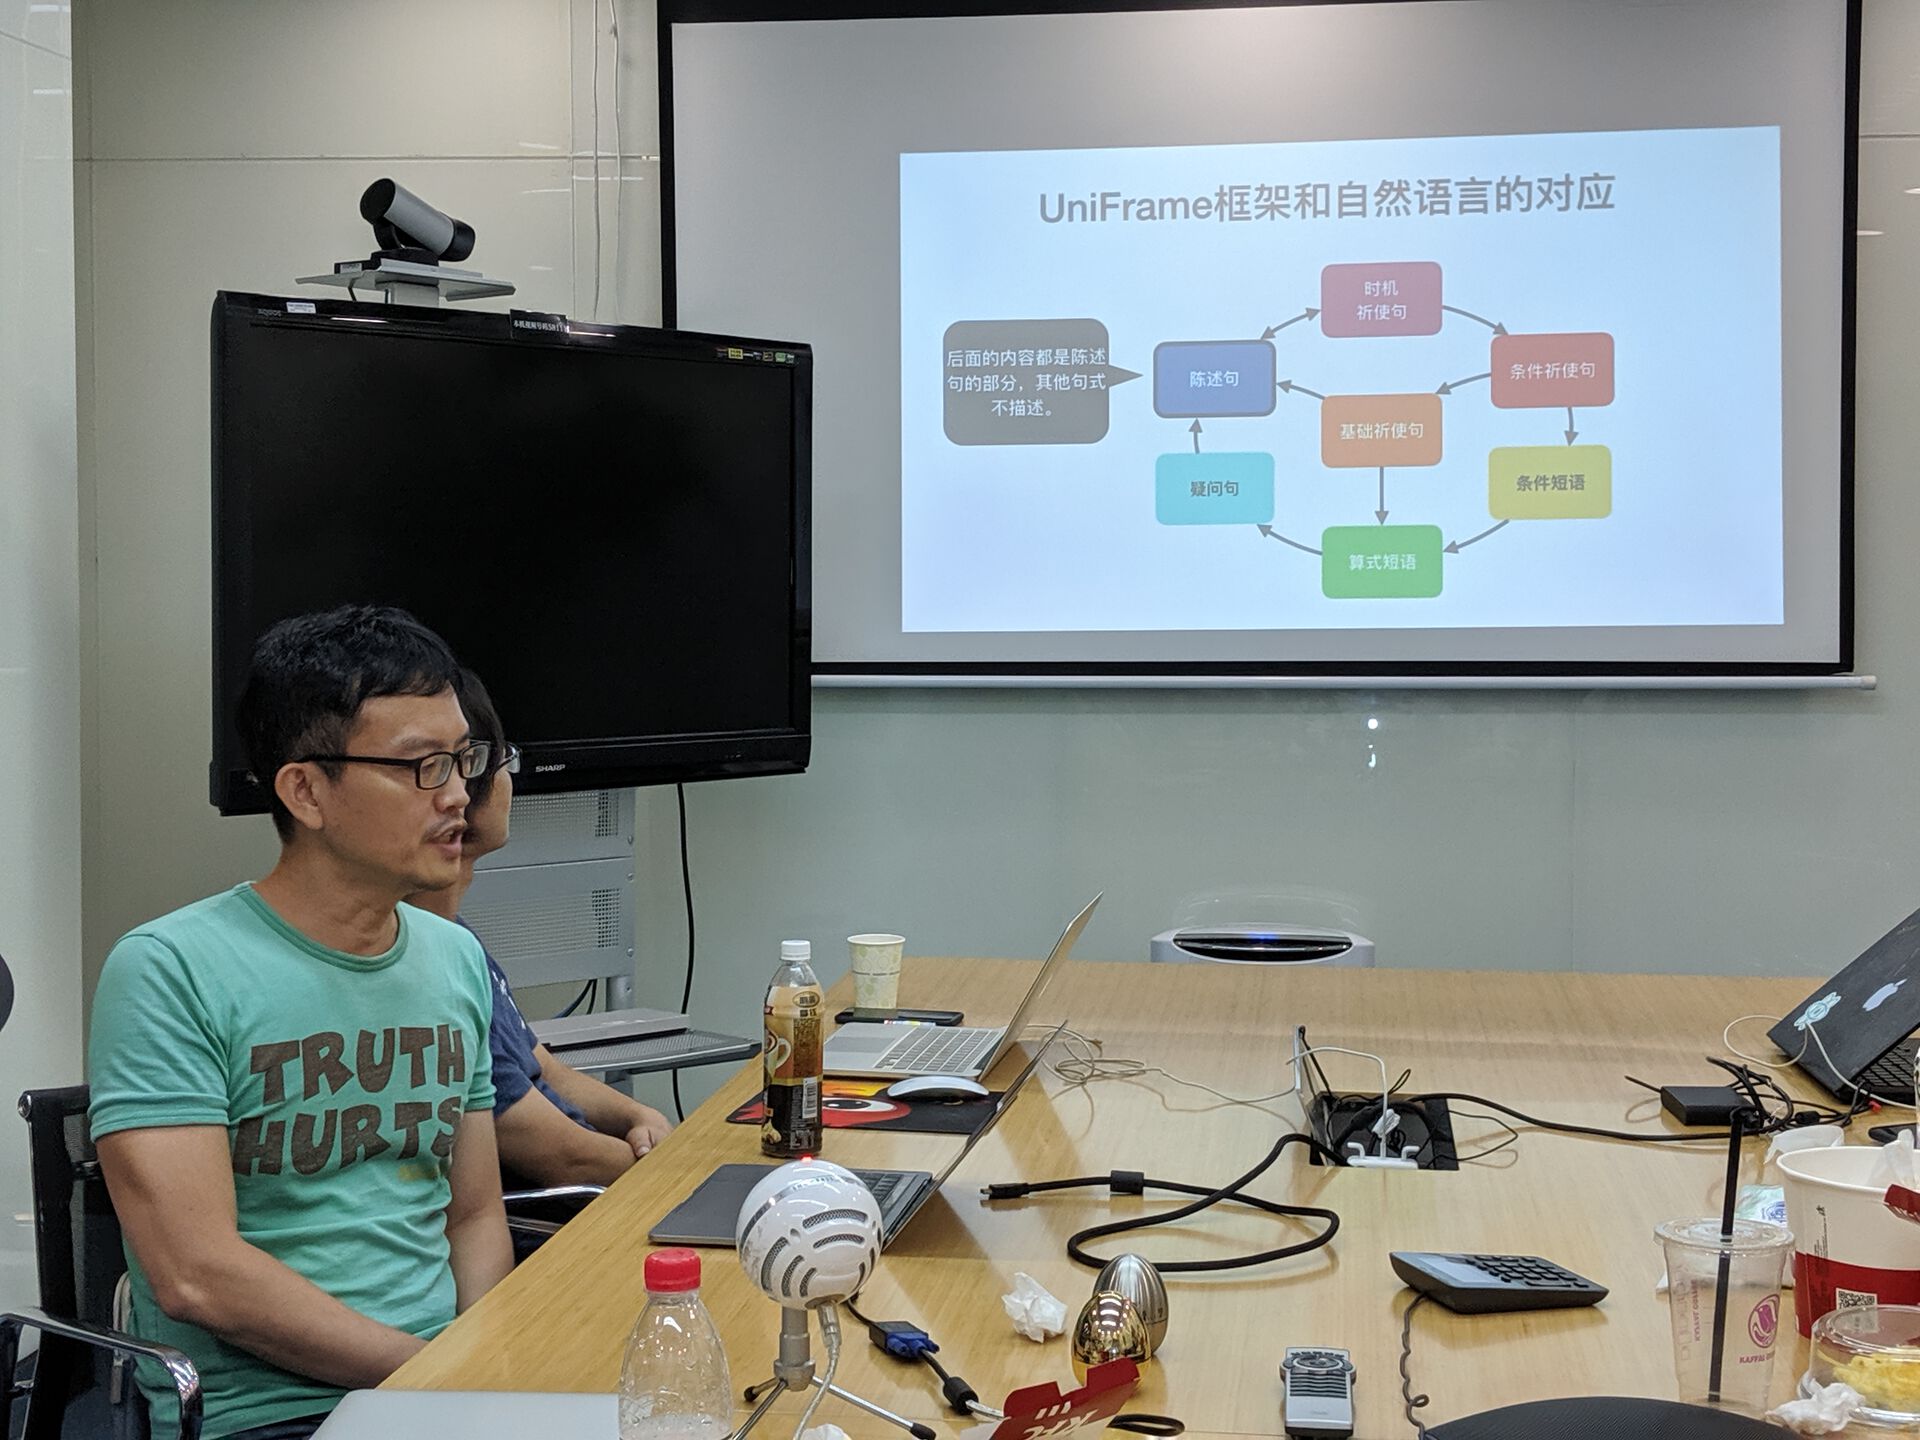 UniFrame框架和自然语言的对应
时机
祈使句
后面的内容都是陈述
句的部分，其他句式
不描述。
陈述句
条件祈使句
基础祈使句
疑问句
条件短语
算式短语
SHARP
TRUTH
HURTS